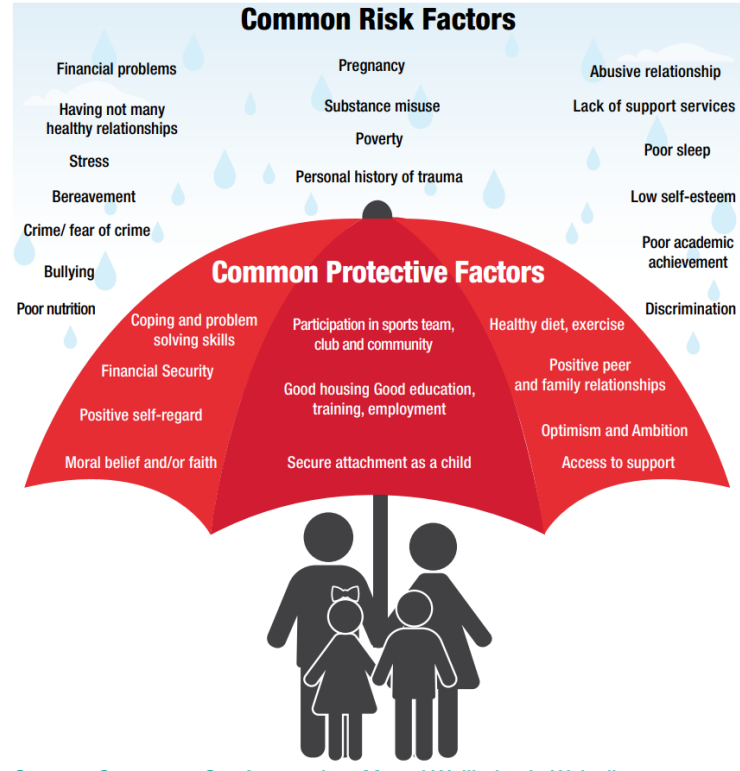 Common Risk Factors
Financial problems
Having not many
healthy relationships
Stress
Bereavement
Crime/ fear of crime
Bullying
Poor nutrition
Pregnancy
Substance misuse
Poverty
Personal history of trauma
Abusive relationship
Lack of support services
Poor sleep
Low self-esteem
Poor academic
achievement
Discrimination
Common Protective Factors
Coping and problem
solving skills
Financial Security
Positive self-regard
Moral belief and/or faith
Participation in sports team,
club and community
Good housing Good education,
training, employment
Secure attachment as a child
Healthy diet, exercise
Positive peer
and family relationships
Optimism and Ambition
Access to support